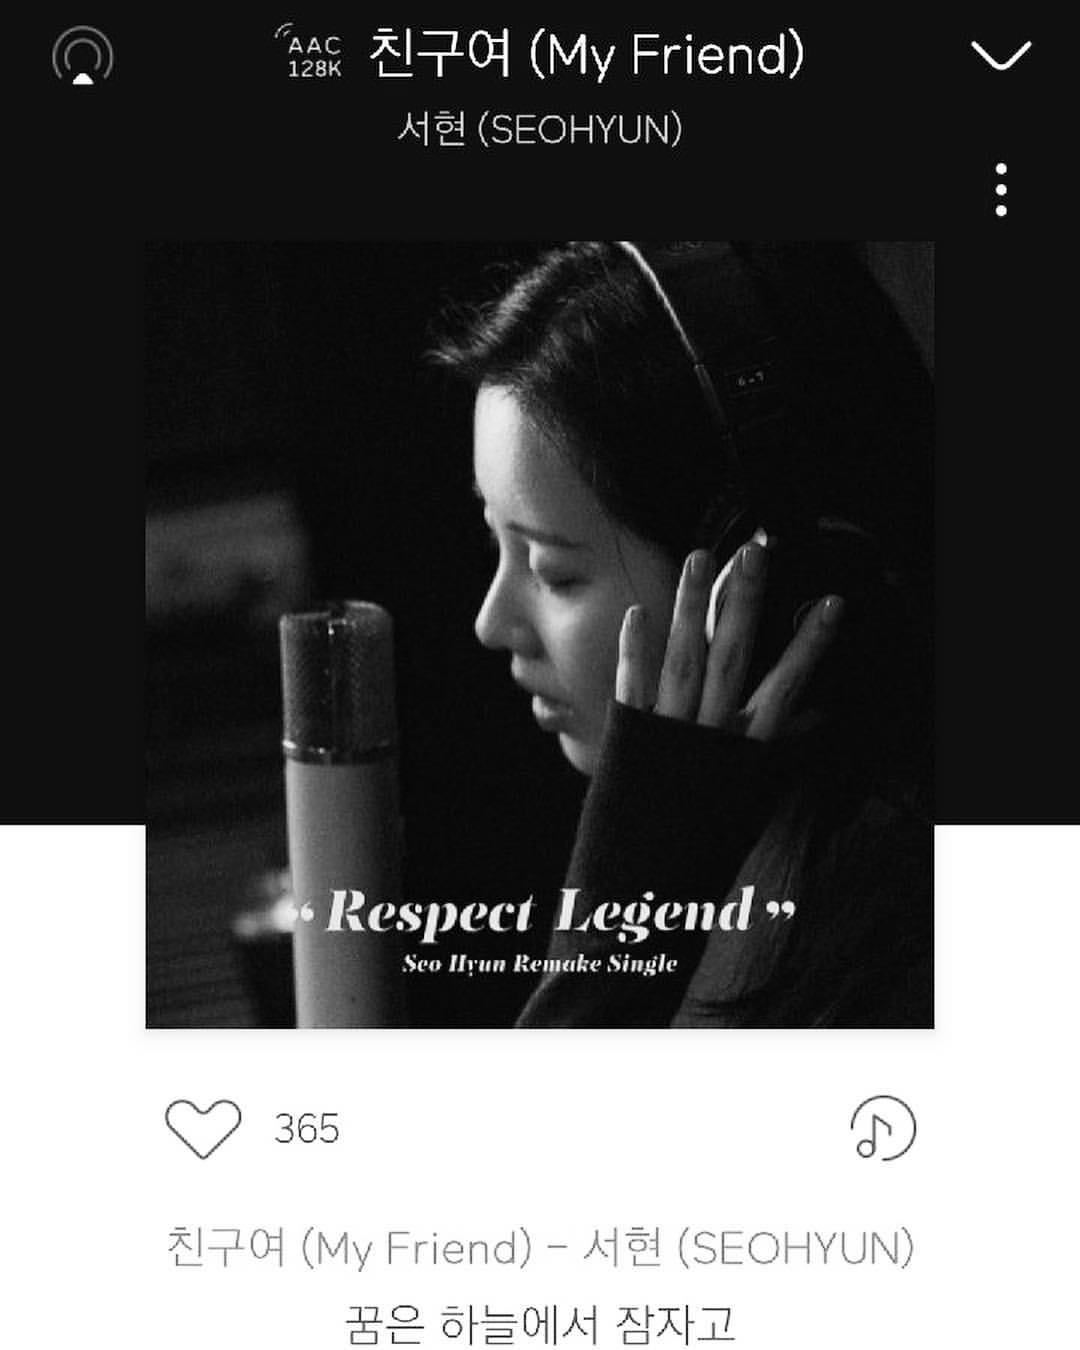 AAC
128K
친구여 (My Friend)
서현 (SEOHYUN)
“Respect Legend”
Seo Hyun Remake Single
365
친구여 (My Friend) - 서현 (SEOHYUN)
꿈은 하늘에서 잠자고